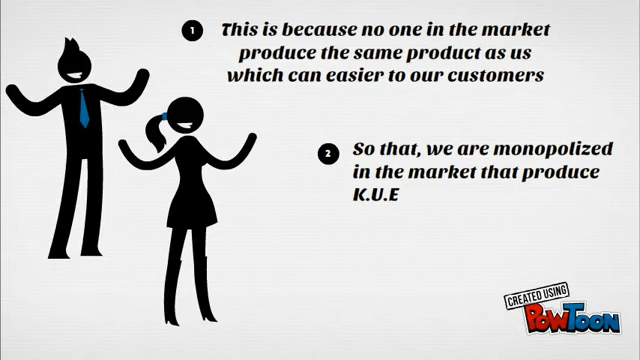 1
This is because no one in the market
produce the same product as us
which can easier to our customers
2
So that, we are monopolized
in the market that produce
K.U.E
CREATED USING
POWTOON